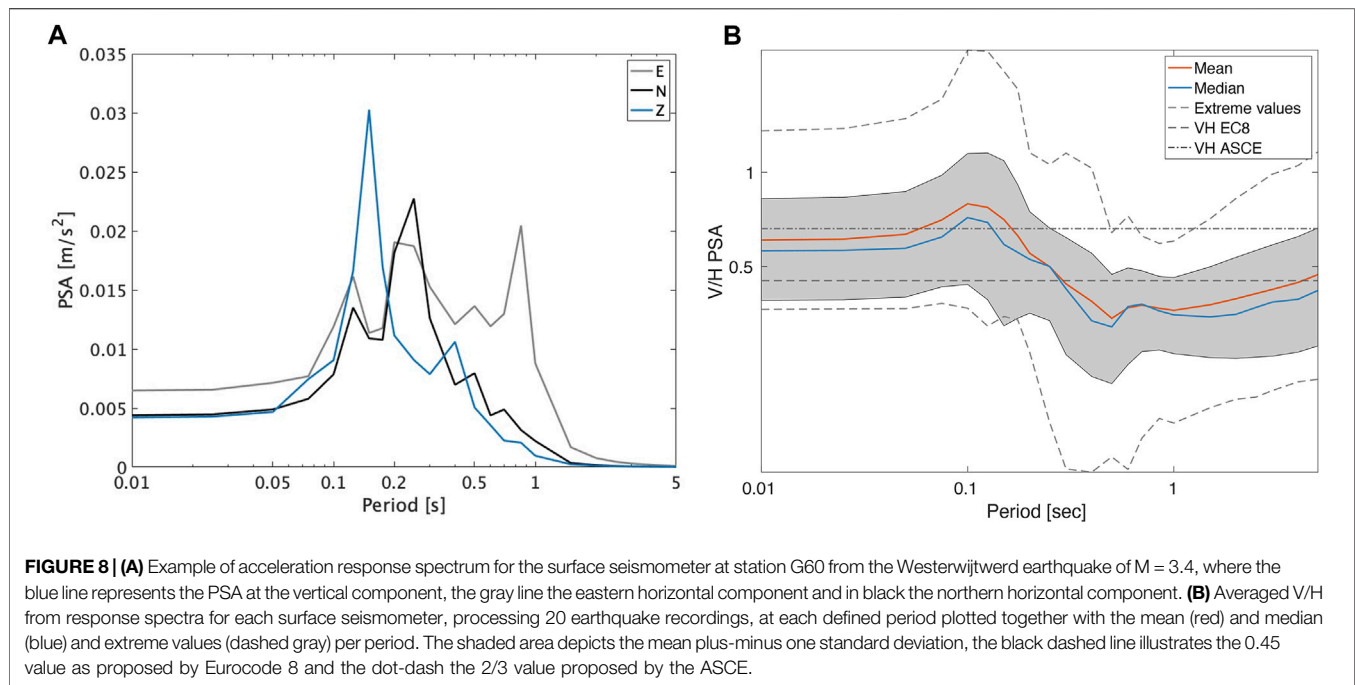 A
0.035
0.03
0.025
0.02
0.015
0.01
0.005
0
PSA [m/s²]
0.01
0.05
0.1
0.2
0.5
1
5
Period [s]
E
N
Z
B
V/H PSA
1
0.5
0.01
0.1
1
Period [sec]
Mean
Median
Extreme values
VH EC8
VH ASCE
FIGURE 8 | (A) Example of acceleration response spectrum for the surface seismometer at station G60 from the Westerwijtwerd earthquake of M = 3.4, where the
blue line represents the PSA at the vertical component, the gray line the eastern horizontal component and in black the northern horizontal component. (B) Averaged V/H
from response spectra for each surface seismometer, processing 20 earthquake recordings, at each defined period plotted together with the mean (red) and median
(blue) and extreme values (dashed gray) per period. The shaded area depicts the mean plus-minus one standard deviation, the black dashed line illustrates the 0.45
value as proposed by Eurocode 8 and the dot-dash the 2/3 value proposed by the ASCE.